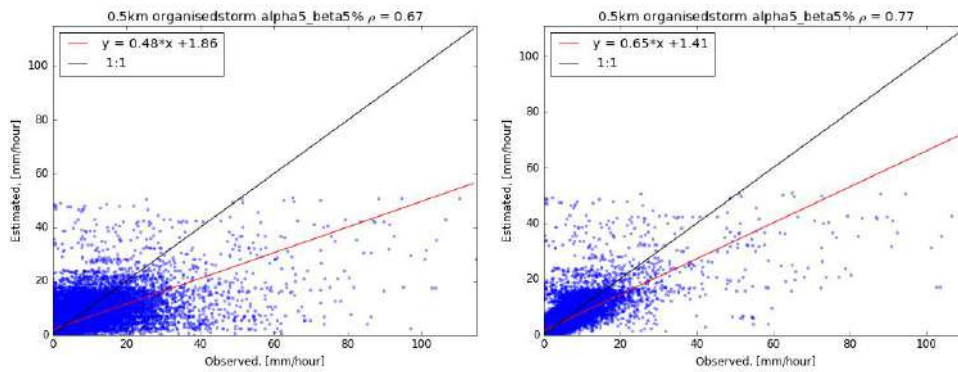 0.5km organisedstorm alpha5_beta5% ρ = 0.67
y = 0.48*x +1.86
1:1
100
80
60
40
20
0
Estimated, [mm/hour]
0 20 40 60 80 100
Observed, [mm/hour]
0.5km organisedstorm alpha5_beta5% ρ = 0.77
y = 0.65*x +1.41
1:1
100
80
60
40
20
0
Estimated, [mm/hour]
0 20 40 60 80 100
Observed, [mm/hour]